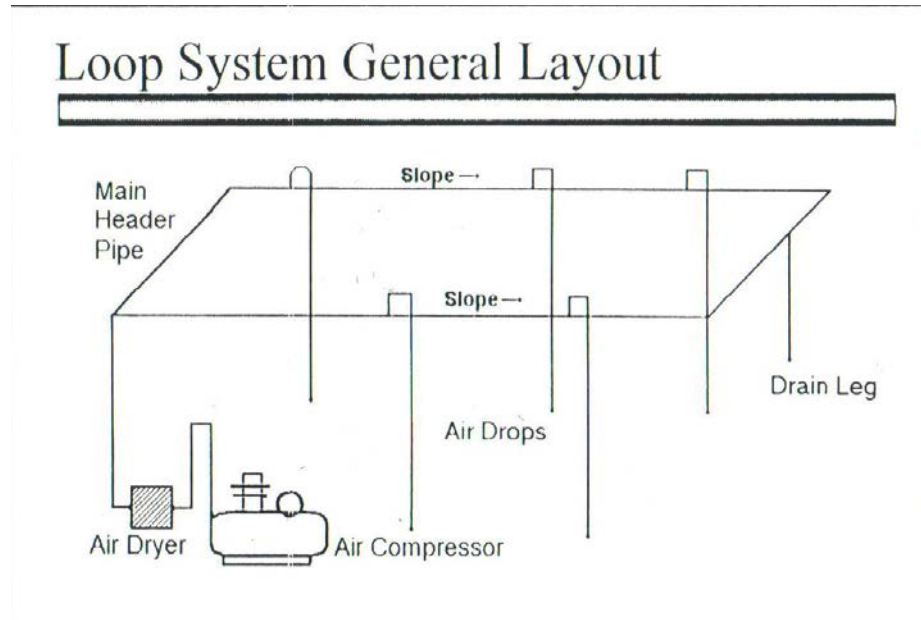 Loop System General Layout
Main
Header
Pipe
Slope→
Slope→
Drain Leg
Air Drops
Air Dryer
Air Compressor